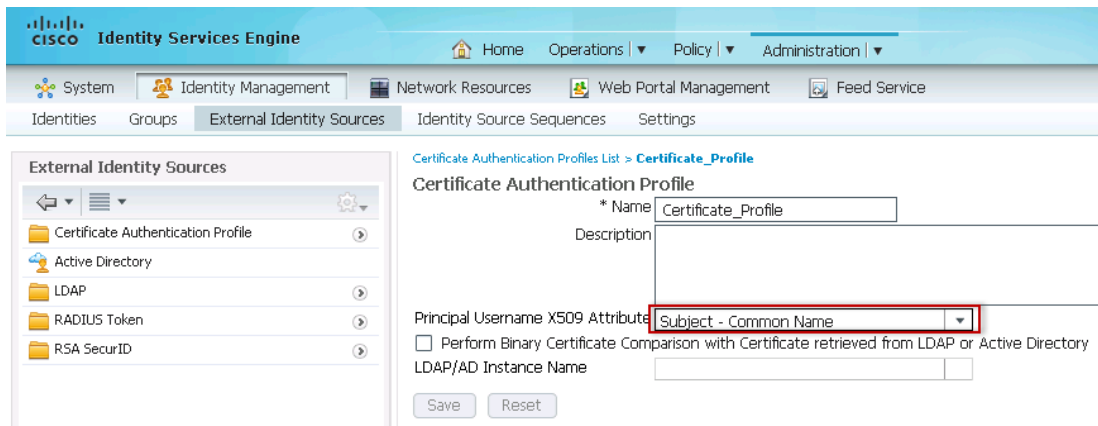 CISCO Identity Services Engine
Home Operations | ▼ Policy | ▼ Administration | ▼
System Identity Management Network Resources Web Portal Management Feed Service
Identities Groups External Identity Sources Identity Source Sequences Settings
External Identity Sources
Certificate Authentication Profile
Active Directory
LDAP
RADIUS Token
RSA SecurID
Certificate Authentication Profiles List > Certificate_Profile
Certificate Authentication Profile
* Name Certificate_Profile
Description
Principal Username X509 Attribute Subject - Common Name
Perform Binary Certificate Comparison with Certificate retrieved from LDAP or Active Directory
LDAP/AD Instance Name
Save Reset